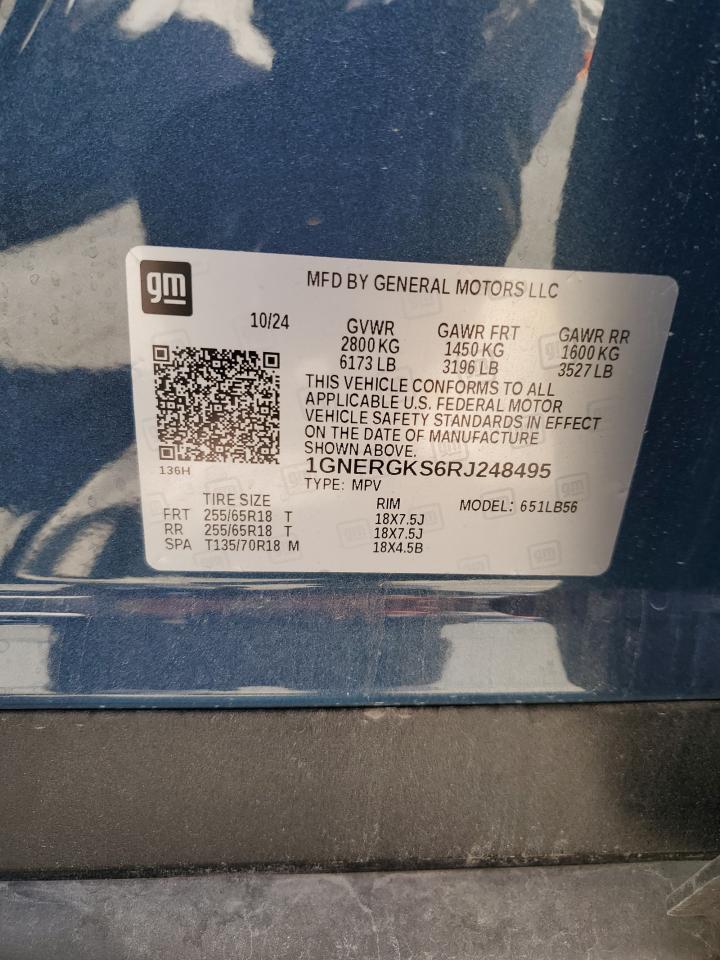 gm
MFD BY GENERAL MOTORS LLC
10/24 GVWR GAWR FRT GAWR RR
2800 KG 1450 KG 1600 KG
6173 LB 3196 LB 3527 LB
THIS VEHICLE CONFORMS TO ALL
APPLICABLE U.S. FEDERAL MOTOR
VEHICLE SAFETY STANDARDS IN EFFECT
ON THE DATE OF MANUFACTURE
SHOWN ABOVE.
136H
1GNERGKS6RJ248495
TYPE: MPV
TIRE SIZE RIM MODEL: 651LB56
FRT 255/65R18 T 18X7.5J
RR 255/65R18 T 18X7.5J
SPA T135/70R18 M 18X4.5B